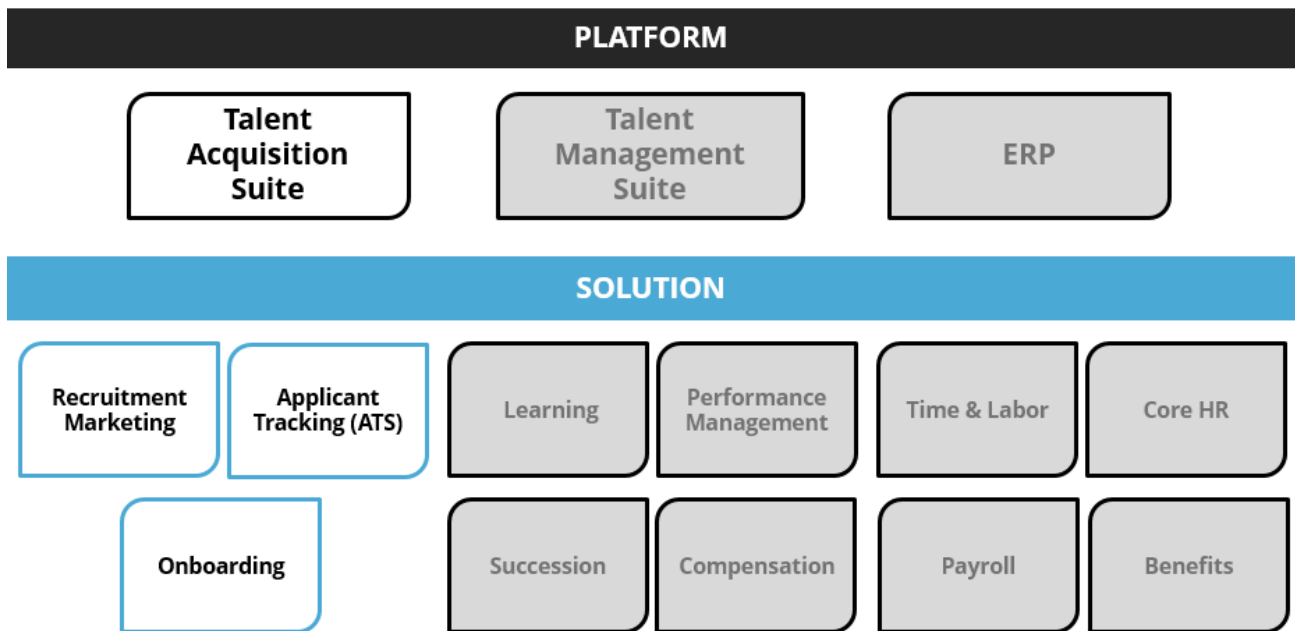 PLATFORM
Talent
Acquisition
Suite
Talent
Management
Suite
ERP
SOLUTION
Recruitment
Marketing
Applicant
Tracking (ATS)
Learning
Performance
Management
Time & Labor
Core HR
Onboarding
Succession
Compensation
Payroll
Benefits